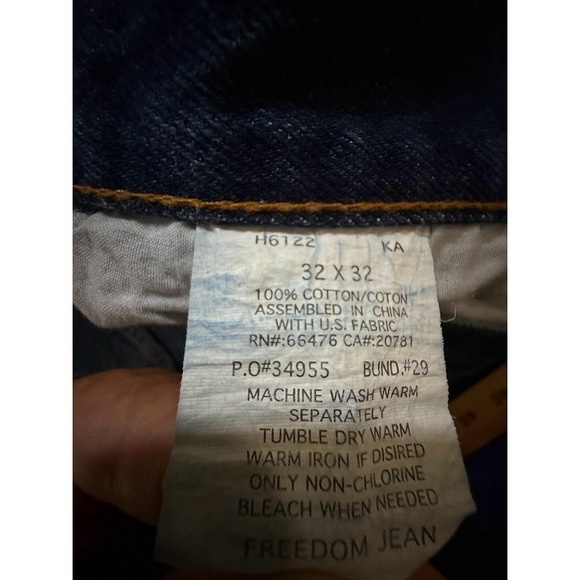 H6122 KA
32 X 32
100% COTTON/COTON
ASSEMBLED IN CHINA
WITH U.S. FABRIC
RN#:66476 CA#:20781
P.O#34955 BUND.#29
MACHINE WASH WARM
SEPARATELY
TUMBLE DRY WARM
WARM IRON IF DISIRED
ONLY NON-CHLORINE
BLEACH WHEN NEEDED
FREEDOM JEAN